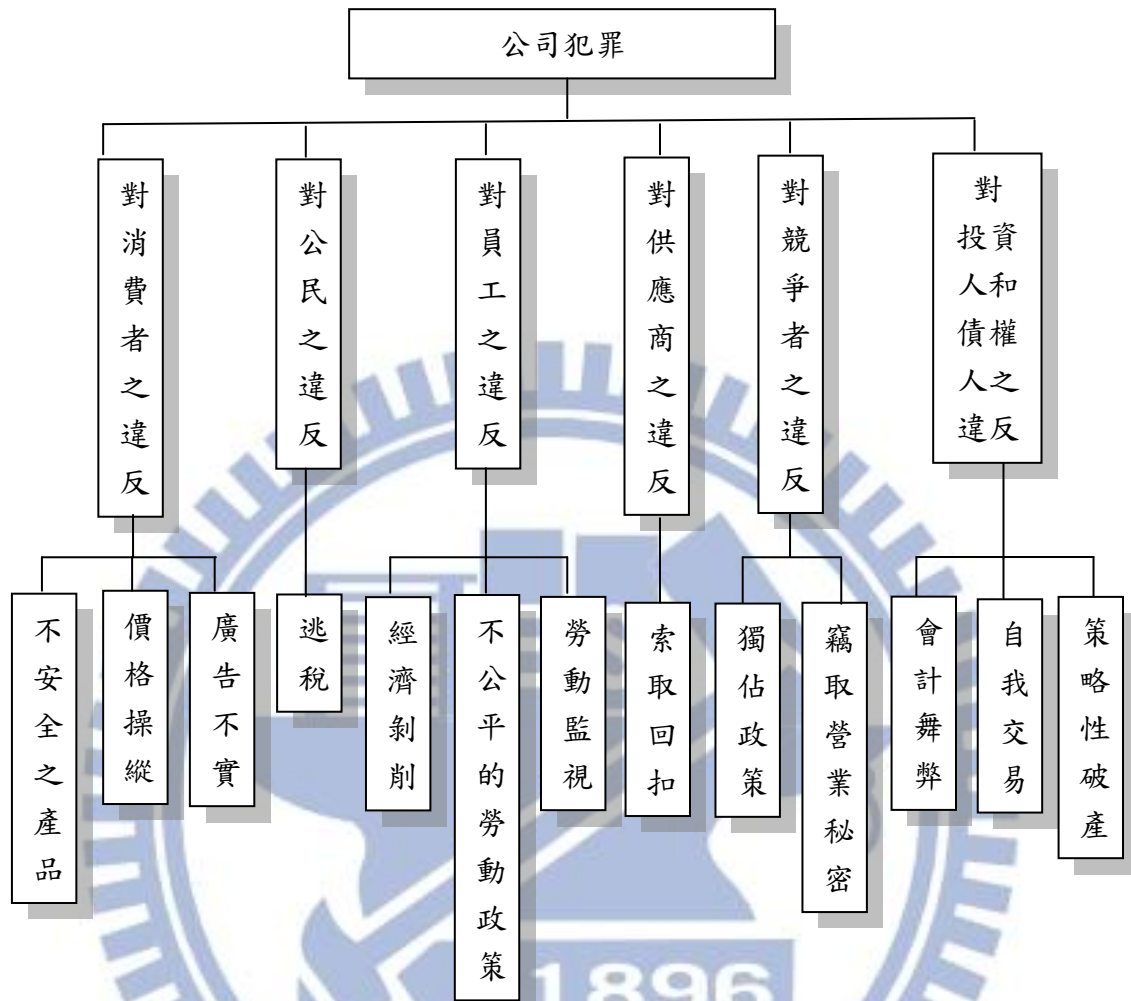 公司犯罪
對消費者之違反
對公民之違反
對員工之違反
對供應商之違反
對競爭者之違反
對投資人和債權人之違反
不安全之產品
價格操縱
廣告不實
逃稅
經濟剝削
不公平的勞動政策
勞動監視
索取回扣
獨佔政策
竊取營業秘密
會計舞弊
自我交易
策略性破產
1896